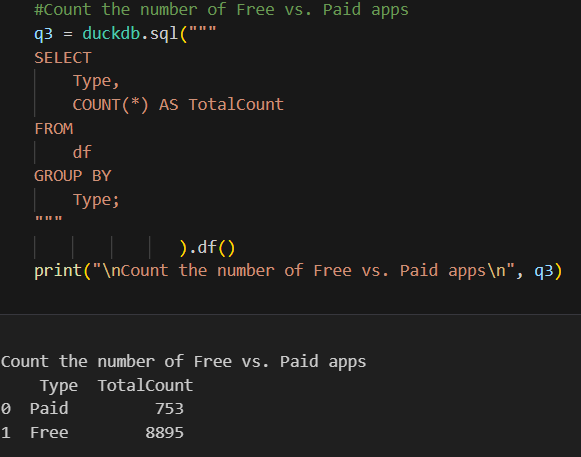 #Count the number of Free vs. Paid apps
q3 = duckdb.sql("""
SELECT
    Type,
    COUNT(*) AS TotalCount
FROM
    df
GROUP BY
    Type;
"""
               ).df()
print("\nCount the number of Free vs. Paid apps\n", q3)
Count the number of Free vs. Paid apps
    Type  TotalCount
0  Paid         753
1  Free        8895